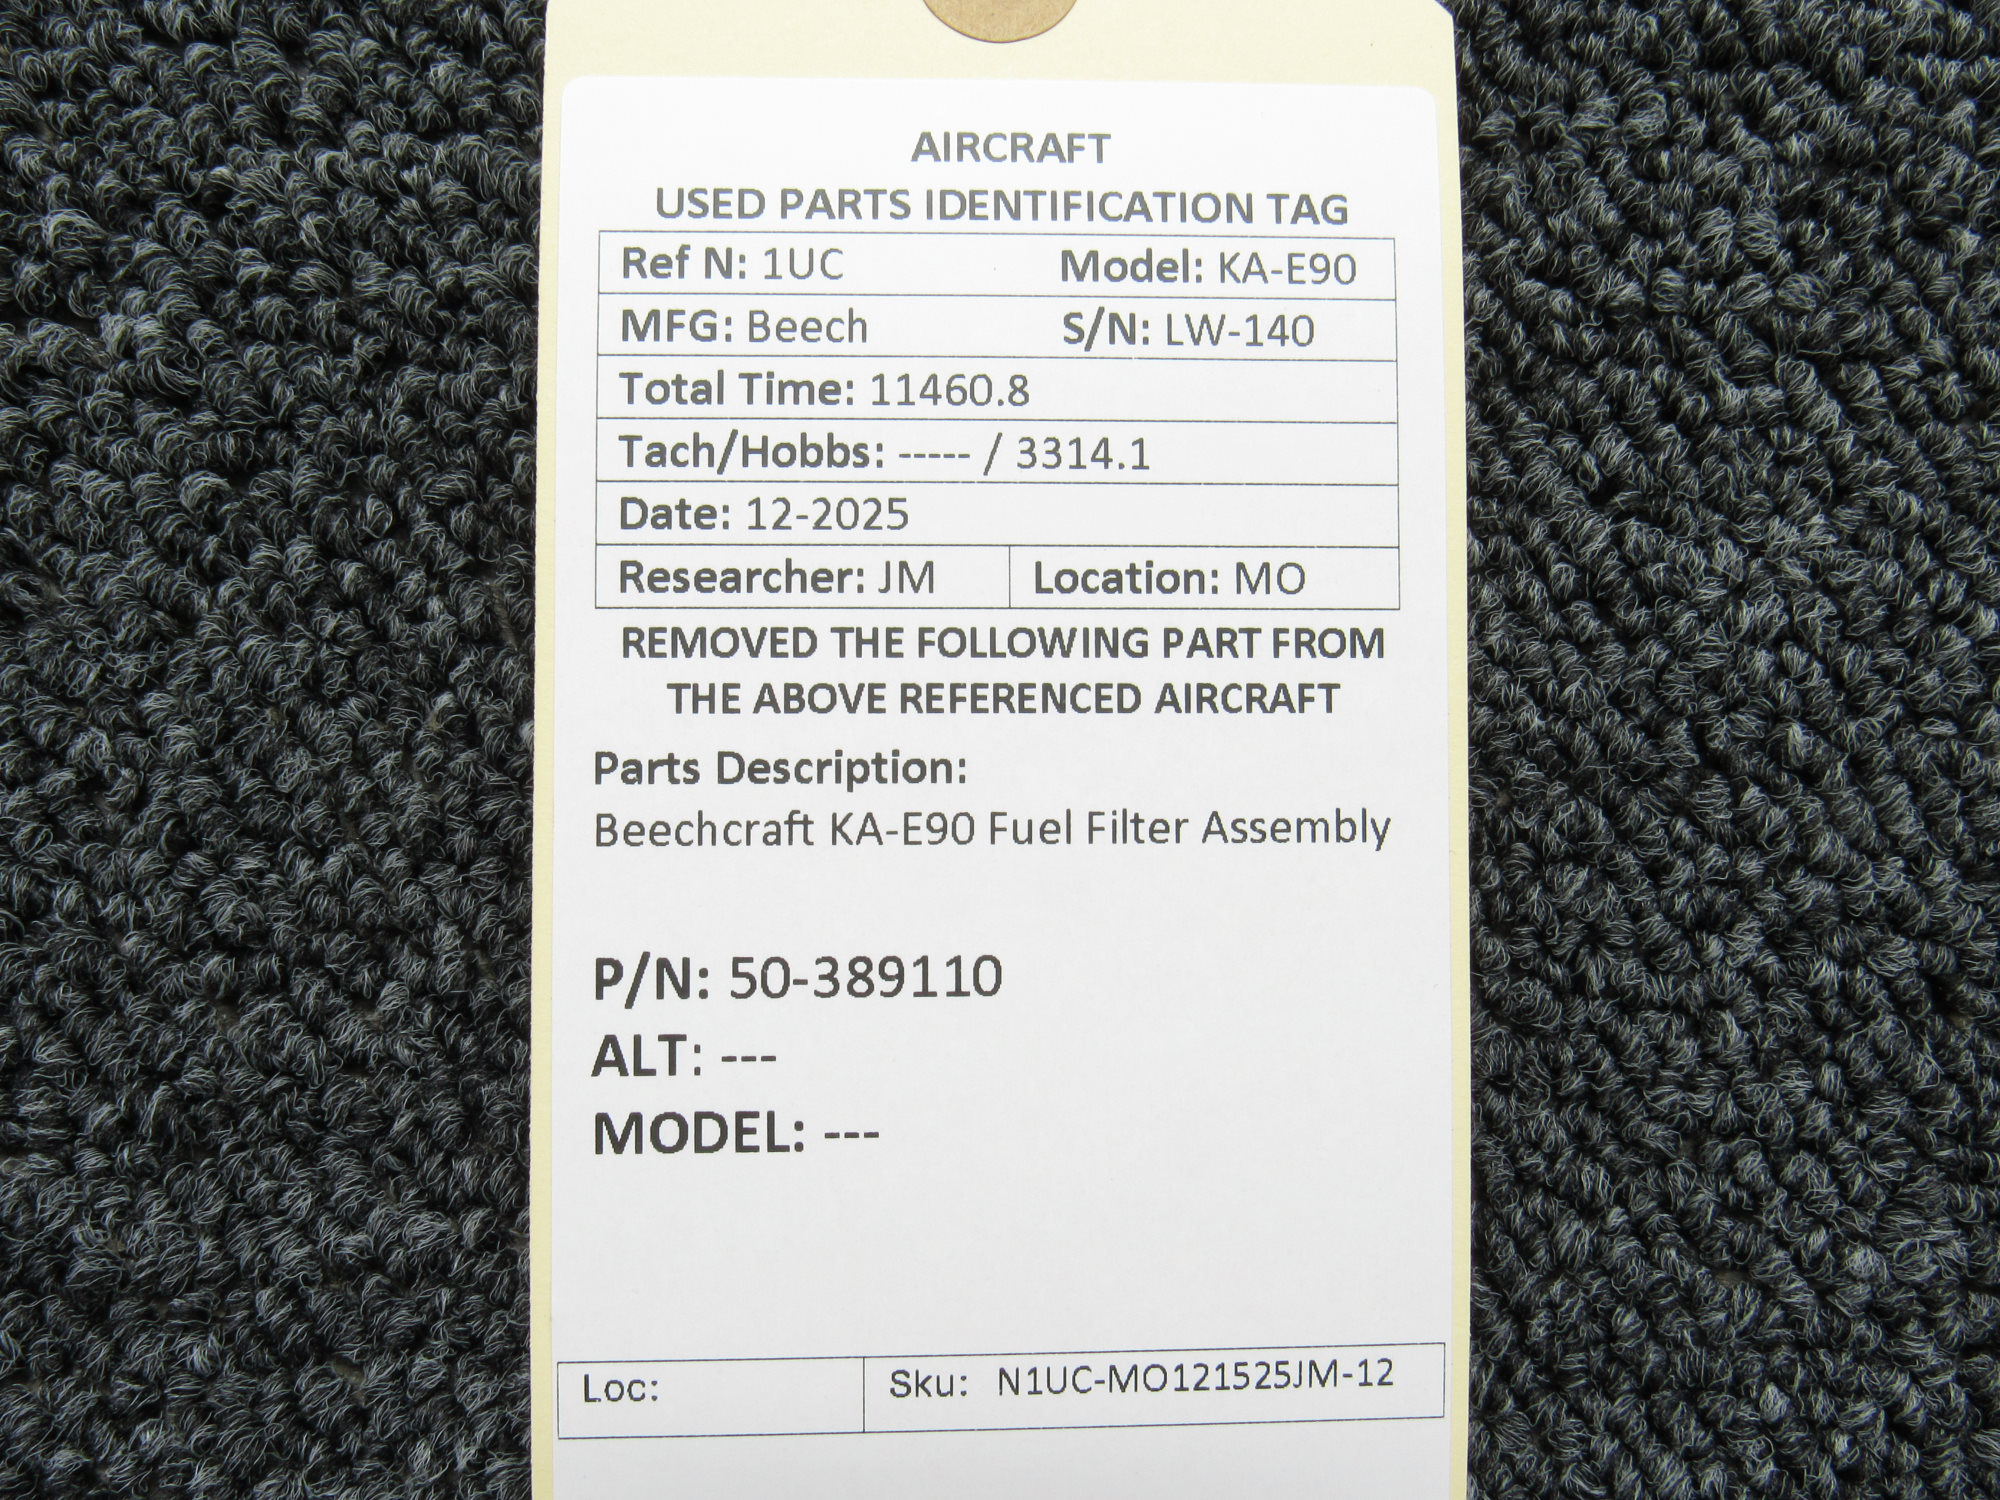 AIRCRAFT
USED PARTS IDENTIFICATION TAG
Ref N: 1UC Model: KA-E90
MFG: Beech S/N: LW-140
Total Time: 11460.8
Tach/Hobbs: ----- / 3314.1
Date: 12-2025
Researcher: JM Location: MO
REMOVED THE FOLLOWING PART FROM
THE ABOVE REFERENCED AIRCRAFT
Parts Description:
Beechcraft KA-E90 Fuel Filter Assembly
P/N: 50-389110
ALT: ---
MODEL: ---
Loc: Sku: N1UC-MO121525JM-12